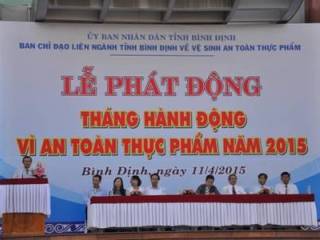 ỦY BAN NHÂN DÂN TỈNH BÌNH ĐỊNH
BAN CHỈ ĐẠO LIÊN NGÀNH TỈNH BÌNH ĐỊNH VỀ VỆ SINH AN TOÀN THỰC PHẨM
LỄ PHÁT ĐỘNG
THÁNG HÀNH ĐỘNG
VÌ AN TOÀN THỰC PHẨM NĂM 2015
Bình Định, ngày 11/4/2015